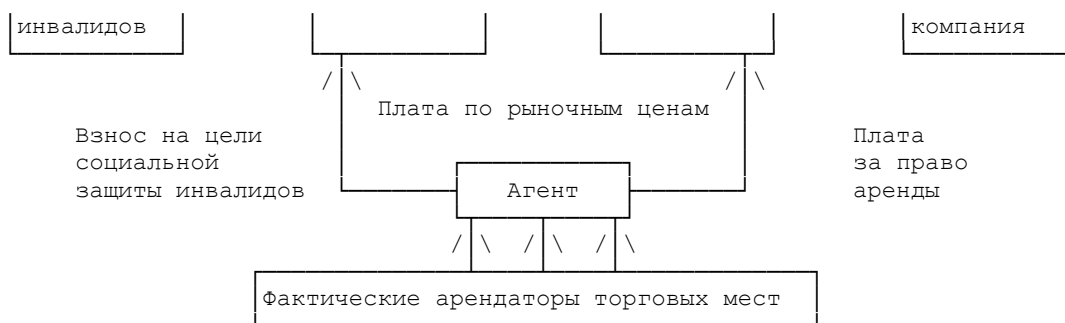 инвалидов компания
Плата по рыночным ценам
Взнос на цели Плата
социальной за право
защиты инвалидов Агент аренды
Фактические арендаторы торговых мест